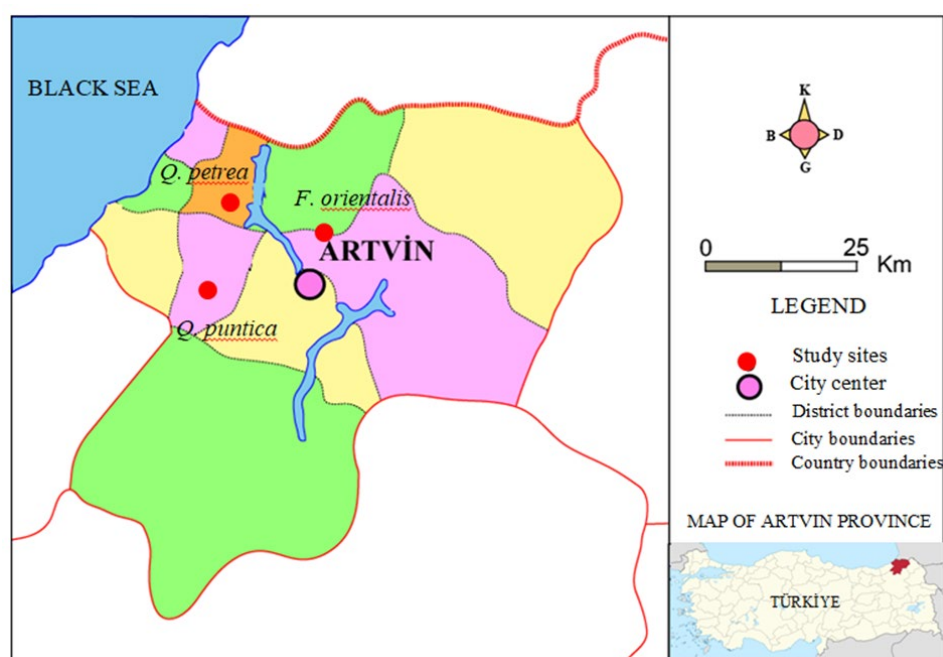 BLACK SEA
Q. petrea
F. orientalis
ARTVİN
Q. puntica
K
B
D
G
0
25
Km
LEGEND
Study sites
City center
District boundaries
City boundaries
Country boundaries
MAP OF ARTVIN PROVINCE
TÜRKİYE